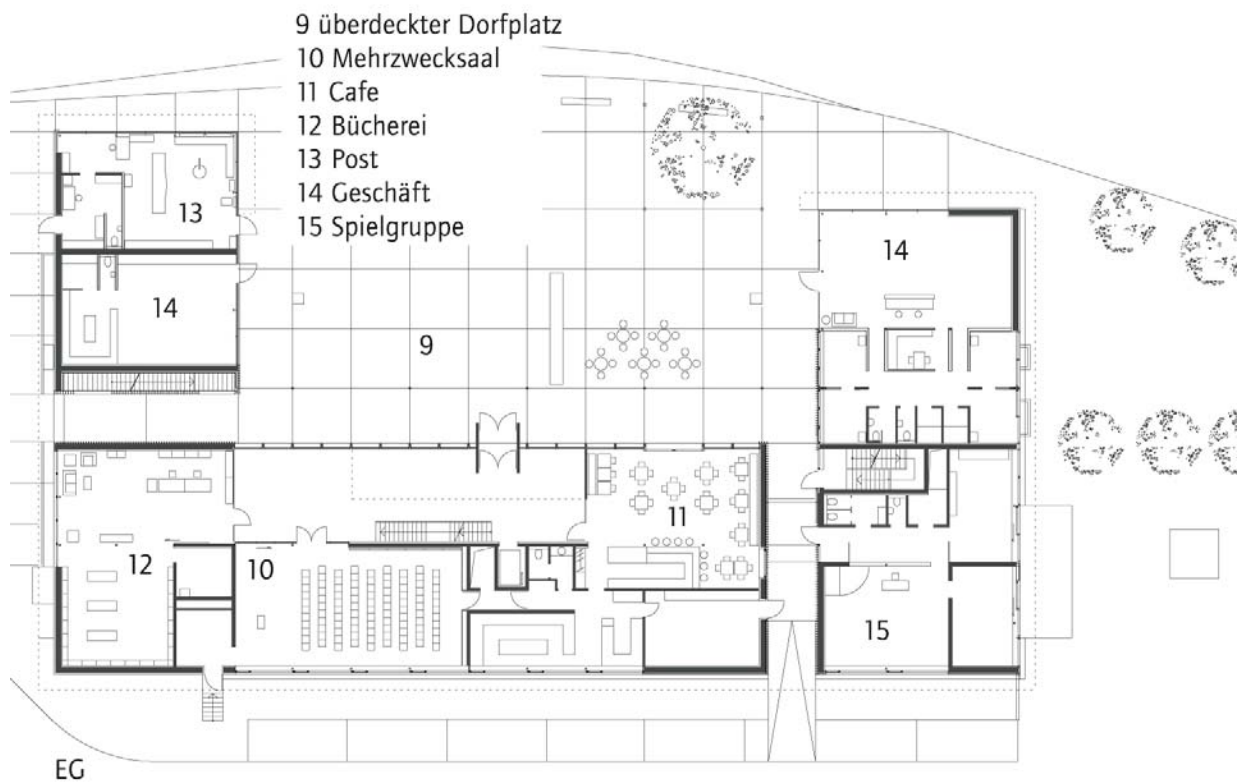 9 überdeckter Dorfplatz
10 Mehrzwecksaal
11 Cafe
12 Bücherei
13 Post
14 Geschäft
15 Spielgruppe
13
14
14
9
11
12
10
15
EG